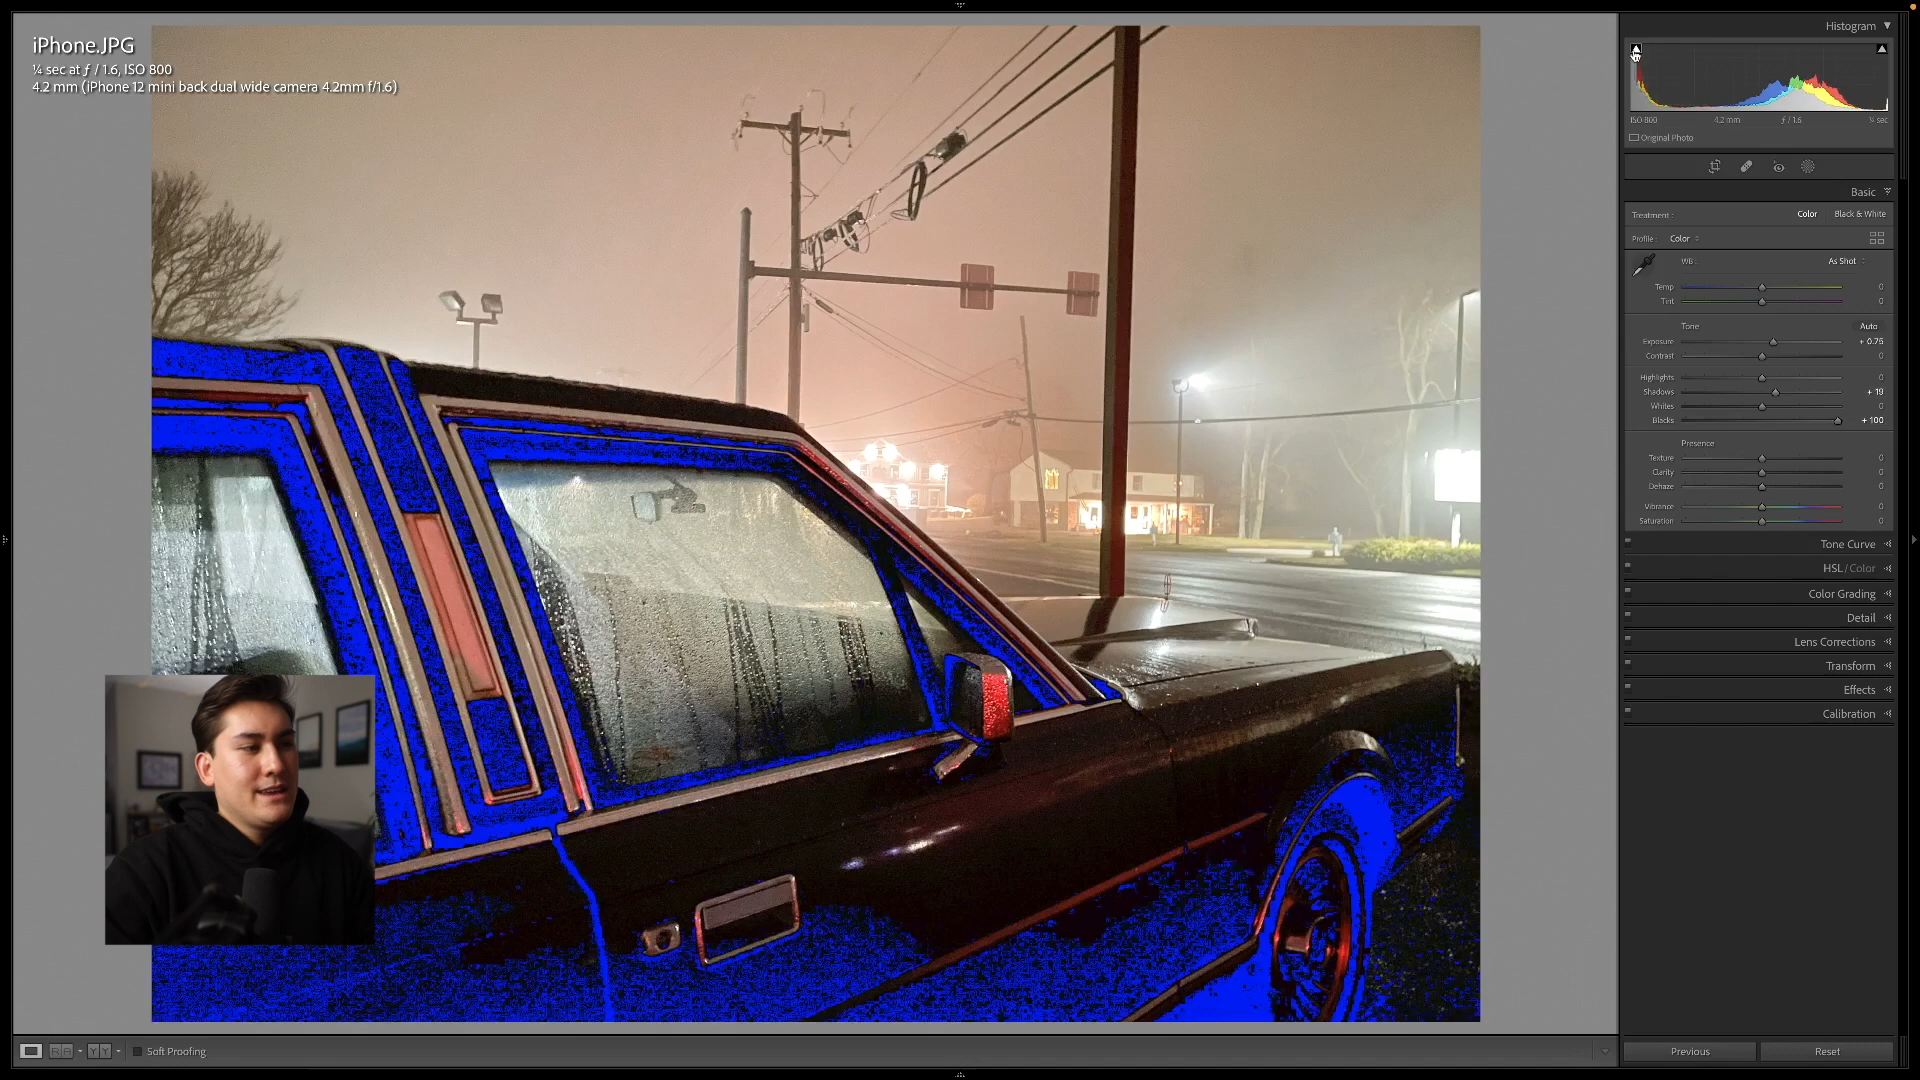 iPhone.JPG
¼ sec at ƒ / 1.6, ISO 800
4.2 mm (iPhone 12 mini back dual wide camera 4.2mm f/1.6)
Histogram
ISO 800 4.2 mm ƒ / 1.6 ¼ sec
Original Photo
Basic
Treatment : Color Black & White
Profile : Color
WB : As Shot
Temp 0
Tint 0
Tone Auto
Exposure + 0.75
Contrast 0
Highlights 0
Shadows + 19
Whites 0
Blacks + 100
Presence
Texture 0
Clarity 0
Dehaze 0
Vibrance 0
Saturation 0
Tone Curve
HSL / Color
Color Grading
Detail
Lens Corrections
Transform
Effects
Calibration
RB YY Soft Proofing
Previous Reset